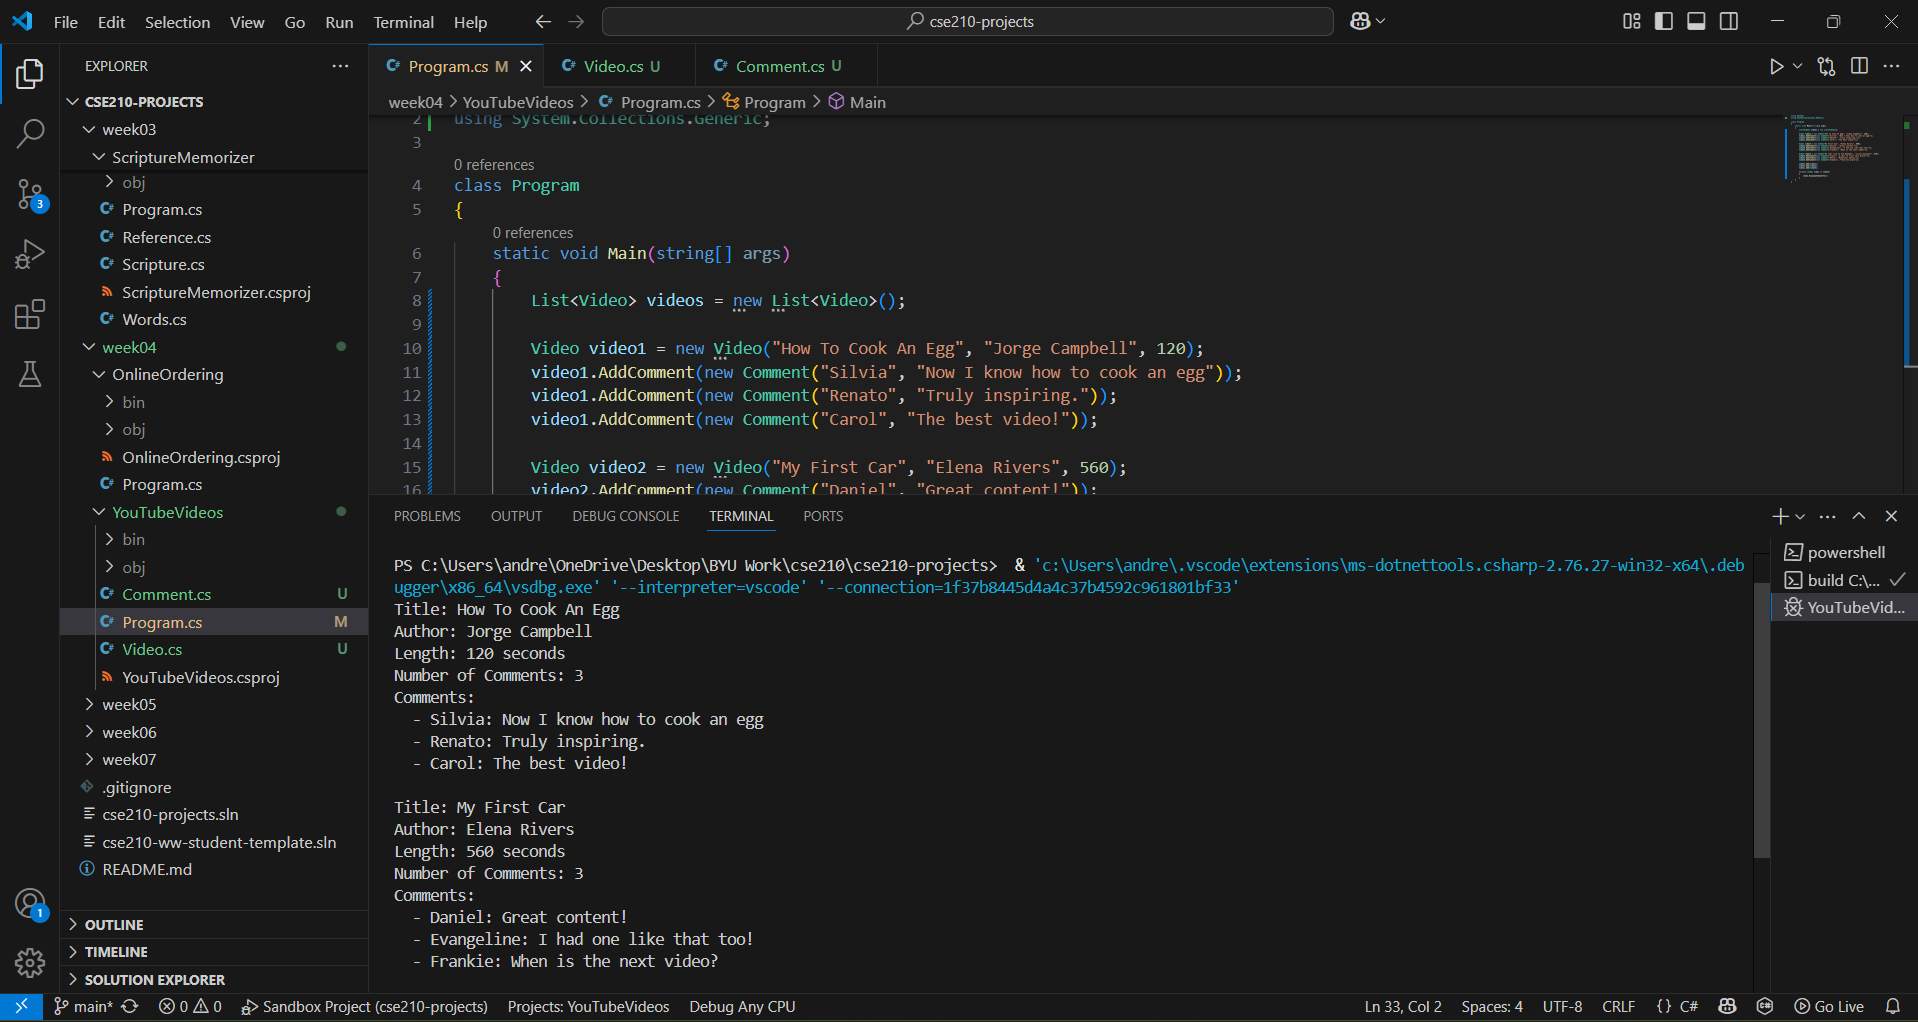 File Edit Selection View Go Run Terminal Help
cse210-projects
EXPLORER
CSE210-PROJECTS
week03
ScriptureMemorizer
obj
Program.cs
Reference.cs
Scripture.cs
ScriptureMemorizer.csproj
Words.cs
week04
OnlineOrdering
bin
obj
OnlineOrdering.csproj
Program.cs
YouTubeVideos
bin
obj
Comment.cs U
Program.cs M
Video.cs U
YouTubeVideos.csproj
week05
week06
week07
.gitignore
cse210-projects.sln
cse210-ww-student-template.sln
README.md
OUTLINE
TIMELINE
SOLUTION EXPLORER
3
1
Program.cs M
Video.cs U
Comment.cs U
week04 > YouTubeVideos > Program.cs > Program > Main
2 using System.Collections.Generic;
3
0 references
4 class Program
5 {
0 references
6 static void Main(string[] args)
7 {
8 List<Video> videos = new List<Video>();
9
10 Video video1 = new Video("How To Cook An Egg", "Jorge Campbell", 120);
11 video1.AddComment(new Comment("Silvia", "Now I know how to cook an egg"));
12 video1.AddComment(new Comment("Renato", "Truly inspiring."));
13 video1.AddComment(new Comment("Carol", "The best video!"));
14
15 Video video2 = new Video("My First Car", "Elena Rivers", 560);
16 video2.AddComment(new Comment("Daniel", "Great content!"));
PROBLEMS OUTPUT DEBUG CONSOLE TERMINAL PORTS
PS C:\Users\andre\OneDrive\Desktop\BYU Work\cse210\cse210-projects> & 'c:\Users\andre\.vscode\extensions\ms-dotnettools.csharp-2.76.27-win32-x64\.deb
ugger\x86_64\vsdbg.exe' '--interpreter=vscode' '--connection=1f37b8445d4a4c37b4592c961801bf33'
Title: How To Cook An Egg
Author: Jorge Campbell
Length: 120 seconds
Number of Comments: 3
Comments:
- Silvia: Now I know how to cook an egg
- Renato: Truly inspiring.
- Carol: The best video!
Title: My First Car
Author: Elena Rivers
Length: 560 seconds
Number of Comments: 3
Comments:
- Daniel: Great content!
- Evangeline: I had one like that too!
- Frankie: When is the next video?
powershell
build C:\...
YouTubeVid...
main* 0 0 Sandbox Project (cse210-projects) Projects: YouTubeVideos Debug Any CPU Ln 33, Col 2 Spaces: 4 UTF-8 CRLF {} C# Go Live